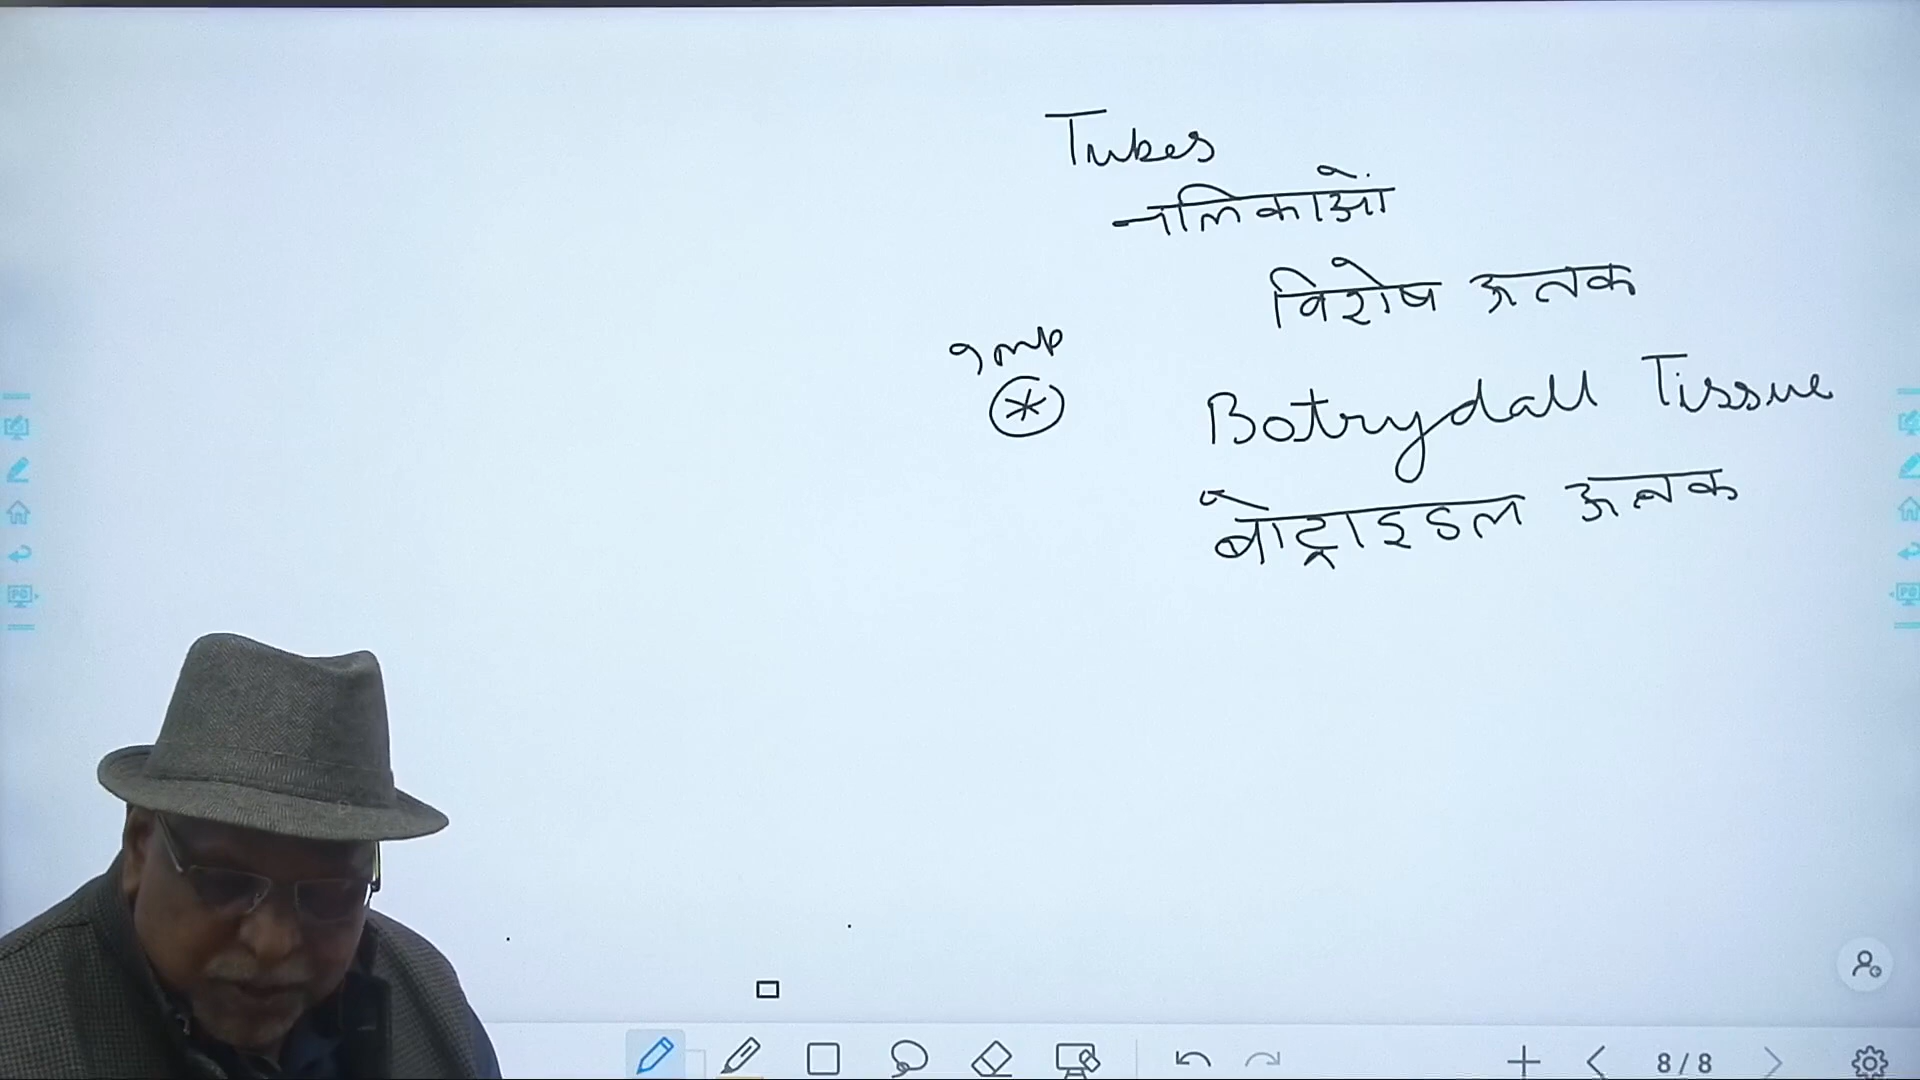 Tubes
नलिकाओं
विशेष ऊतक
Imp
*
Botrydall Tissue
बोट्राइडल ऊतक
8/8